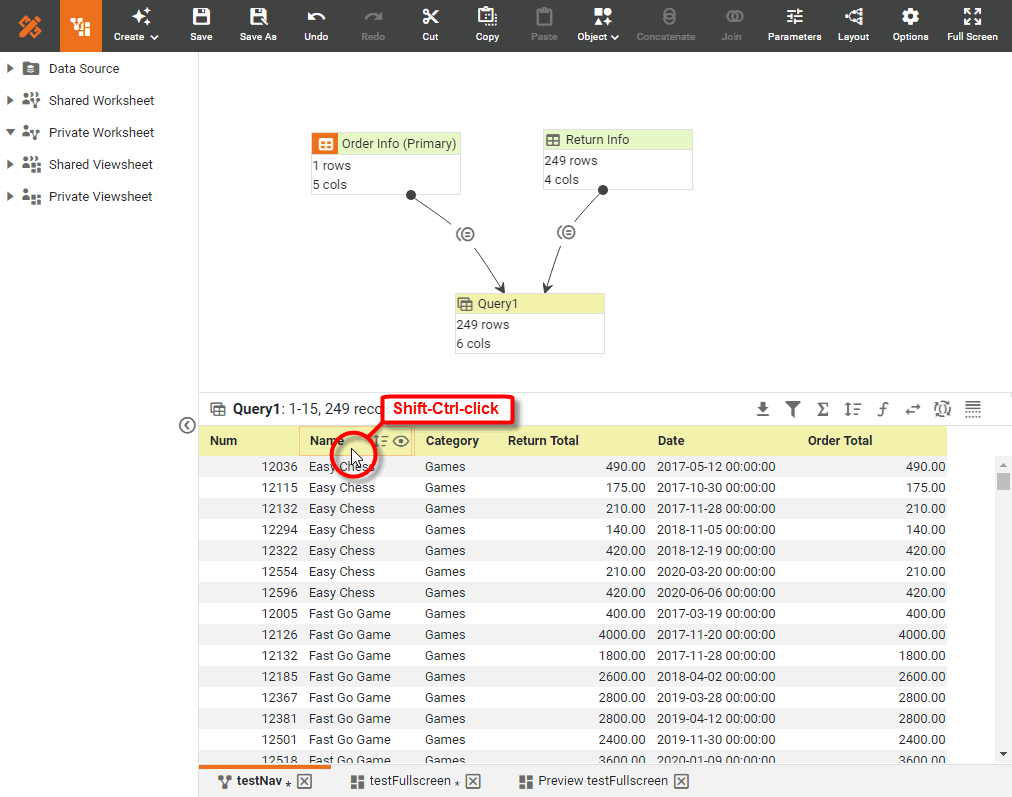 Create Save Save As Undo Redo Cut Copy Paste Object Concatenate Join Parameters Layout Options Full Screen
Data Source
Shared Worksheet
Private Worksheet
Shared Viewsheet
Private Viewsheet
Order Info (Primary)
1 rows
5 cols
Return Info
249 rows
4 cols
Query1
249 rows
6 cols
Query1: 1-15, 249 reco
Shift-Ctrl-click
Num Name Category Return Total Date Order Total
12036 Easy Chess Games 490.00 2017-05-12 00:00:00 490.00
12115 Easy Chess Games 175.00 2017-10-30 00:00:00 175.00
12132 Easy Chess Games 210.00 2017-11-28 00:00:00 210.00
12294 Easy Chess Games 140.00 2018-11-05 00:00:00 140.00
12322 Easy Chess Games 420.00 2018-12-19 00:00:00 420.00
12554 Easy Chess Games 210.00 2020-03-20 00:00:00 210.00
12596 Easy Chess Games 420.00 2020-06-06 00:00:00 420.00
12005 Fast Go Game Games 400.00 2017-03-19 00:00:00 400.00
12126 Fast Go Game Games 4000.00 2017-11-20 00:00:00 4000.00
12132 Fast Go Game Games 1800.00 2017-11-28 00:00:00 1800.00
12185 Fast Go Game Games 2600.00 2018-04-02 00:00:00 2600.00
12367 Fast Go Game Games 2800.00 2019-03-28 00:00:00 2800.00
12381 Fast Go Game Games 2800.00 2019-04-12 00:00:00 2800.00
12501 Fast Go Game Games 2400.00 2019-11-30 00:00:00 2400.00
12518 Fast Go Game Games 3600.00 2020-01-09 00:00:00 3600.00
testNav * testFullscreen * Preview testFullscreen